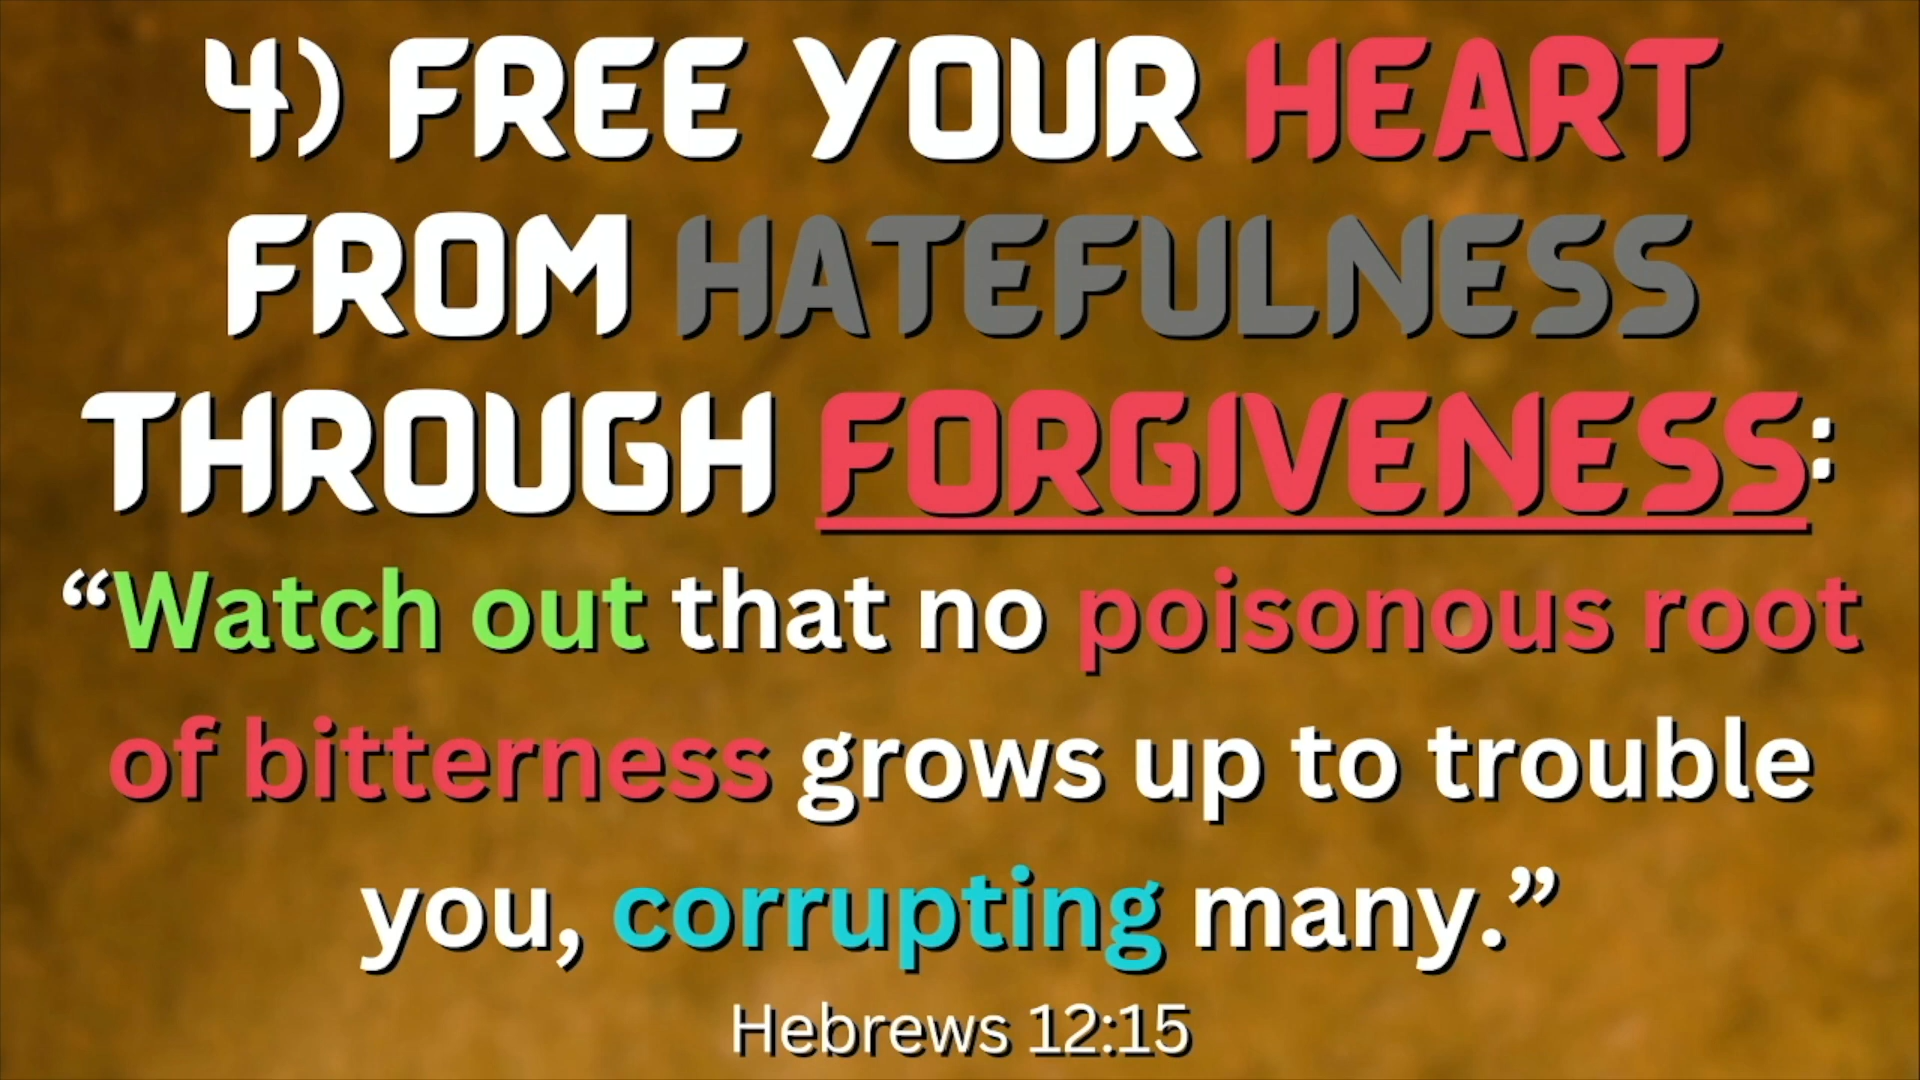 4) FREE YOUR HEART
FROM HATEFULNESS
THROUGH FORGIVENESS:
“Watch out that no poisonous root
of bitterness grows up to trouble
you, corrupting many.”
Hebrews 12:15